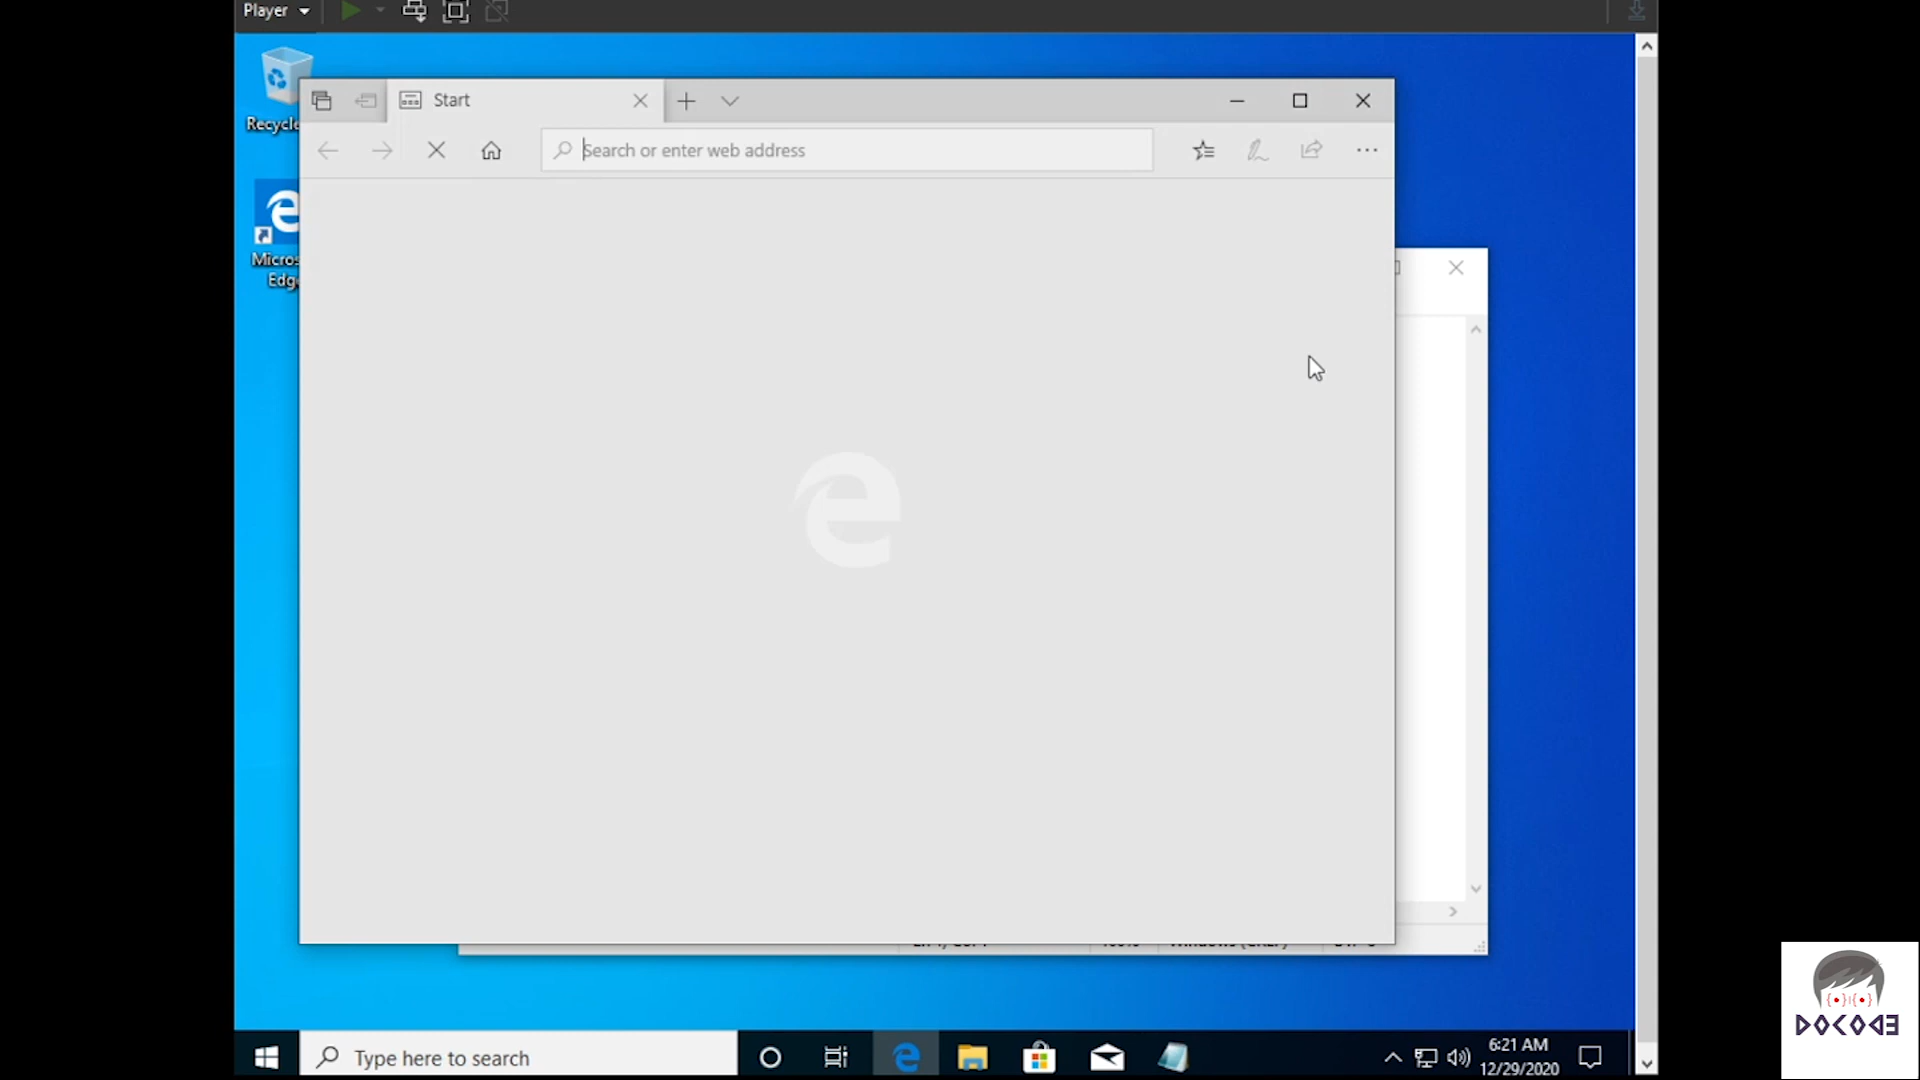 Player
Recycle
Start
Search or enter web address
Micros
Edg
Type here to search
6:21 AM
12/29/2020
DOCOD3